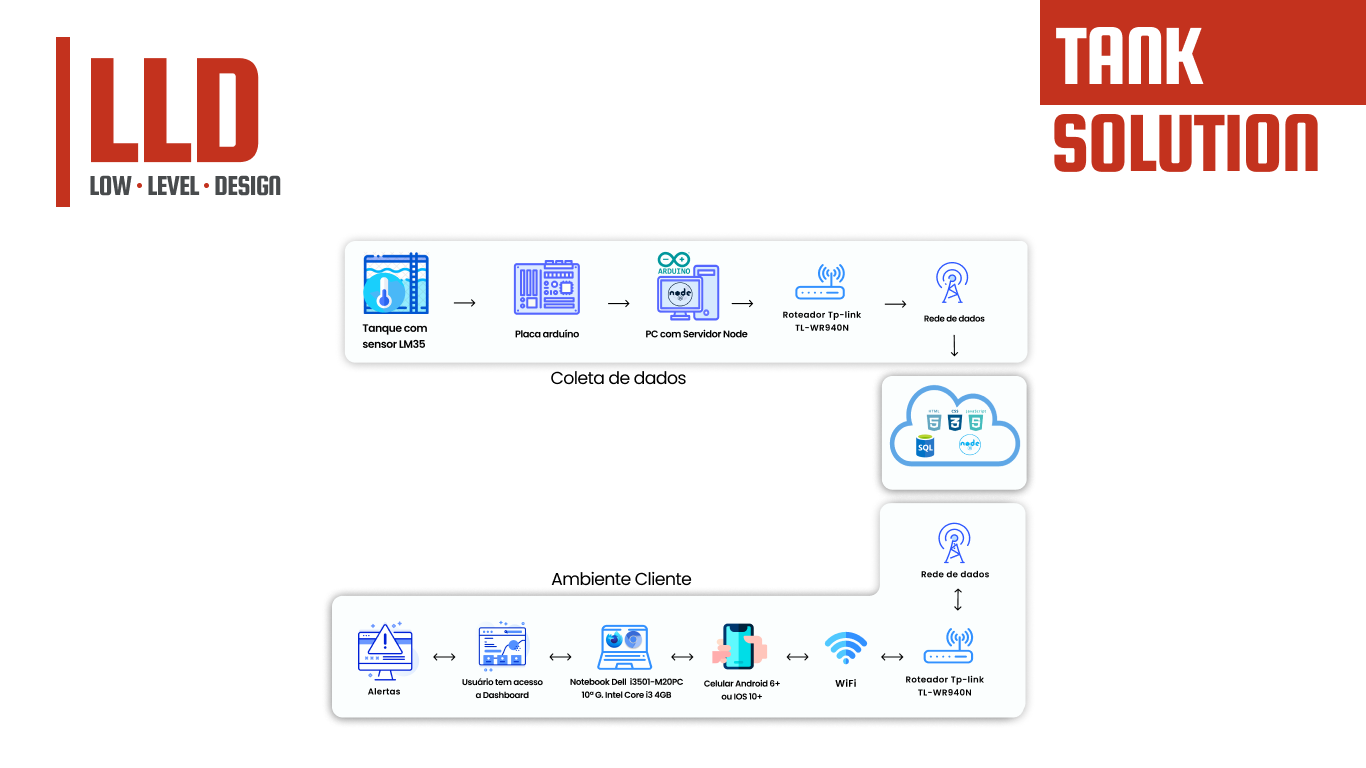 LLD
LOW · LEVEL · DESIGN
TANK
SOLUTION
Tanque com
sensor LM35
Placa arduíno
ARDUINO
node
PC com Servidor Node
Roteador Tp-link
TL-WR940N
Rede de dados
Coleta de dados
HTML
CSS
JavaScript
5
3
SQL
node
Ambiente Cliente
Rede de dados
Alertas
Usuário tem acesso
a Dashboard
Notebook Dell i3501-M20PC
10ª G. Intel Core i3 4GB
Celular Android 6+
ou IOS 10+
WiFi
Roteador Tp-link
TL-WR940N